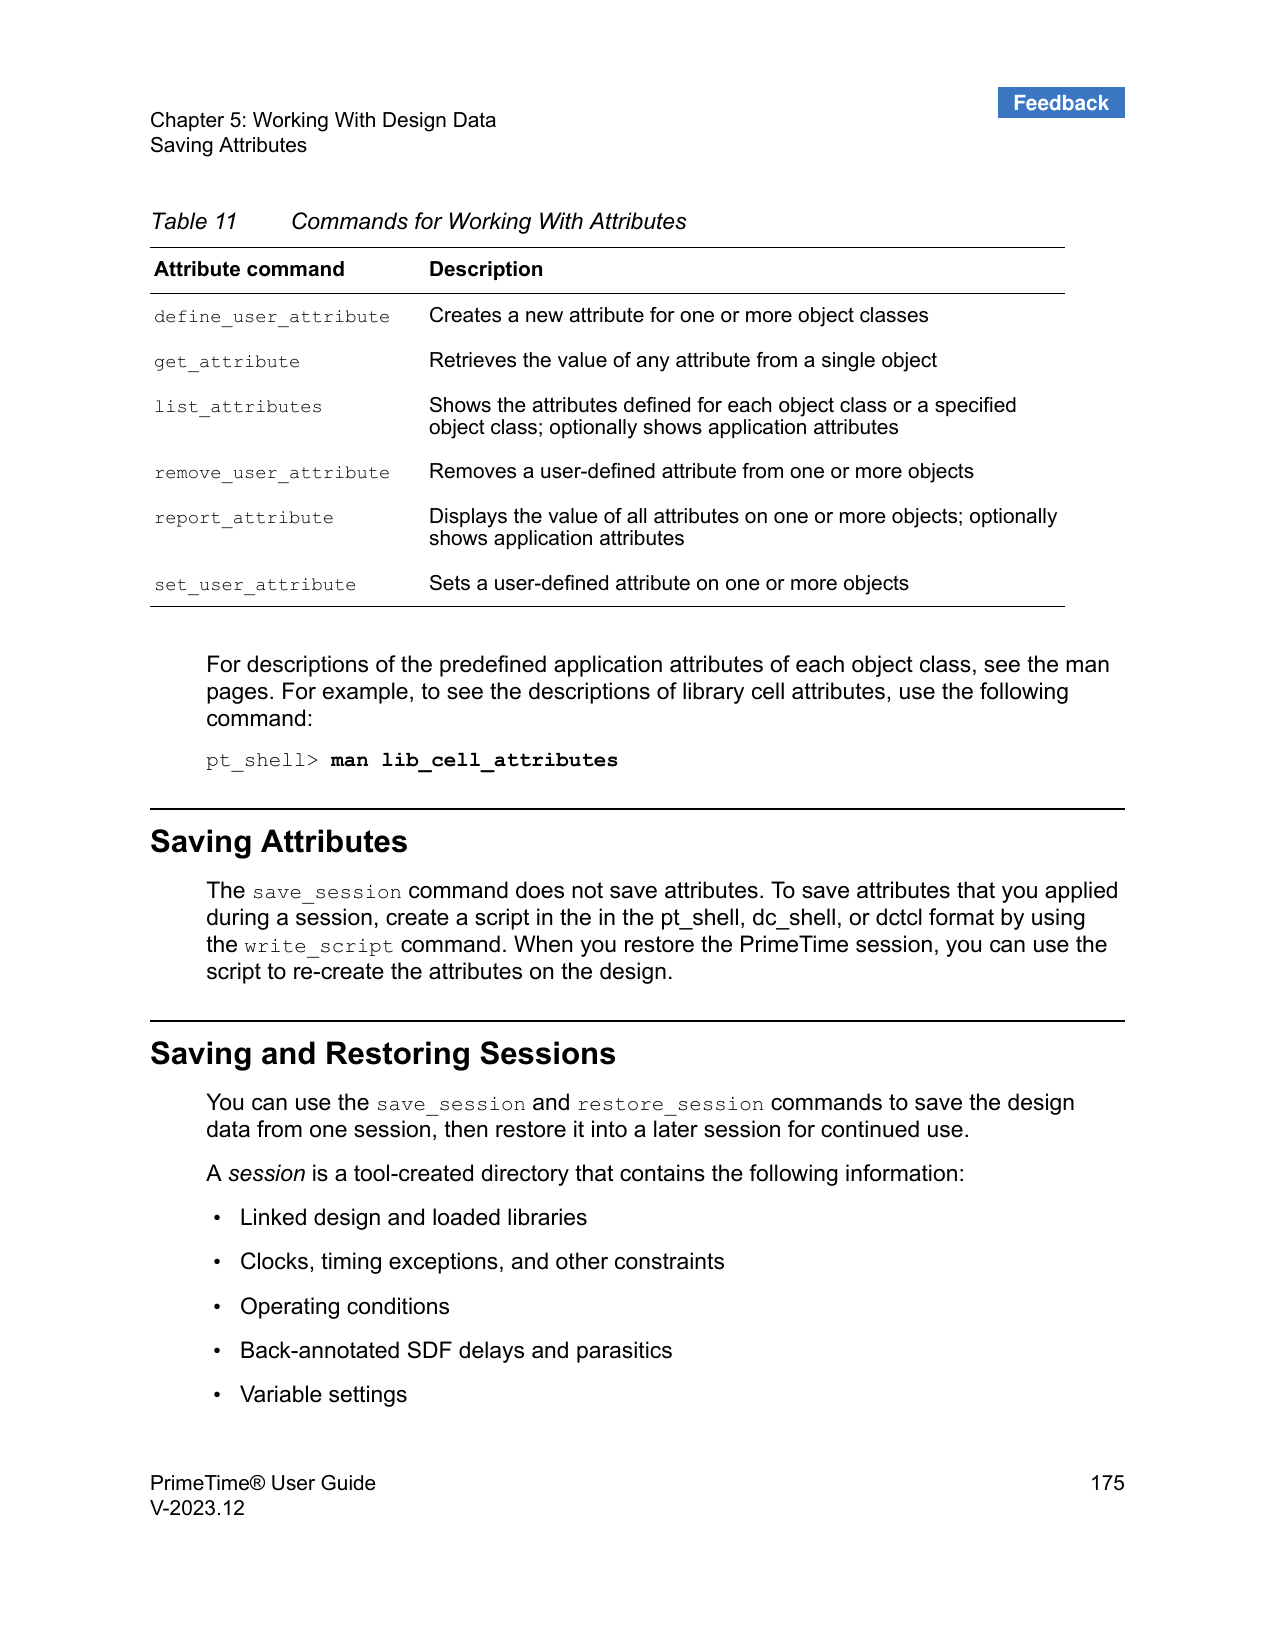 Feedback
Chapter 5: Working With Design Data
Saving Attributes
Table 11 Commands for Working With Attributes
Attribute command Description
define_user_attribute Creates a new attribute for one or more object classes
get_attribute Retrieves the value of any attribute from a single object
list_attributes Shows the attributes defined for each object class or a specified
object class; optionally shows application attributes
remove_user_attribute Removes a user-defined attribute from one or more objects
report_attribute Displays the value of all attributes on one or more objects; optionally
shows application attributes
set_user_attribute Sets a user-defined attribute on one or more objects
For descriptions of the predefined application attributes of each object class, see the man
pages. For example, to see the descriptions of library cell attributes, use the following
command:
pt_shell> man lib_cell_attributes
Saving Attributes
The save_session command does not save attributes. To save attributes that you applied
during a session, create a script in the in the pt_shell, dc_shell, or dctcl format by using
the write_script command. When you restore the PrimeTime session, you can use the
script to re-create the attributes on the design.
Saving and Restoring Sessions
You can use the save_session and restore_session commands to save the design
data from one session, then restore it into a later session for continued use.
A session is a tool-created directory that contains the following information:
• Linked design and loaded libraries
• Clocks, timing exceptions, and other constraints
• Operating conditions
• Back-annotated SDF delays and parasitics
• Variable settings
PrimeTime® User Guide 175
V-2023.12